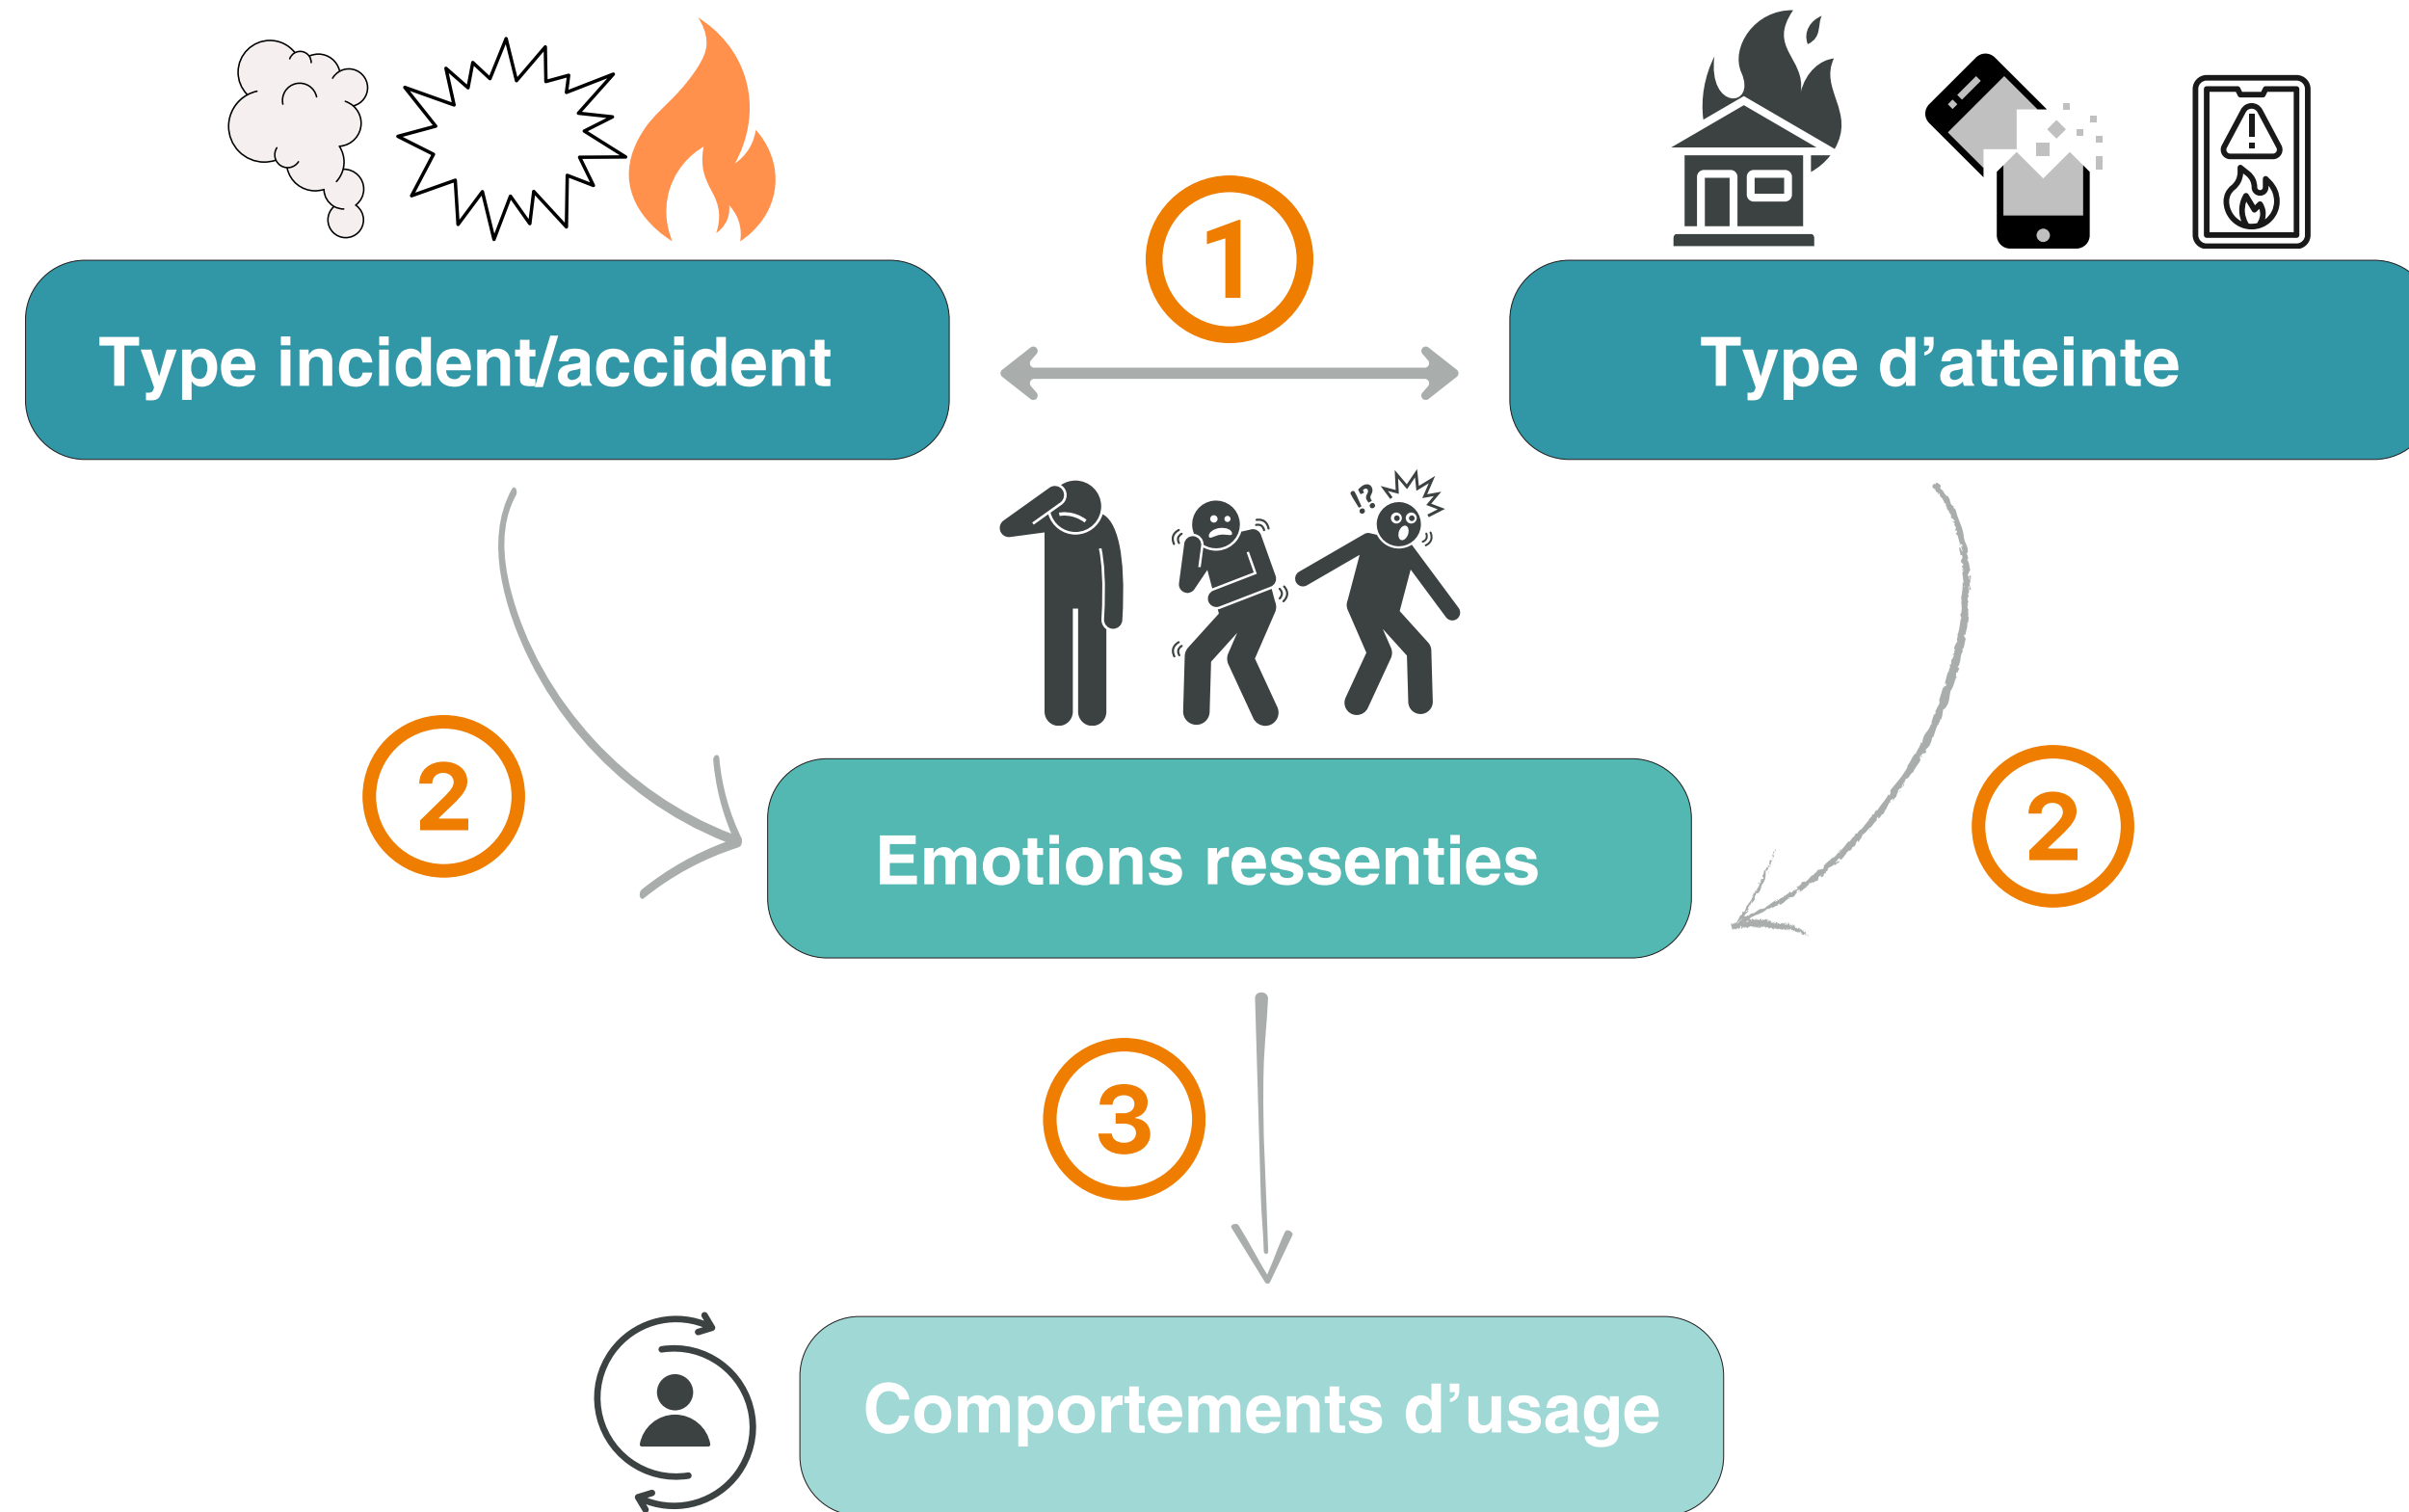 1
Type incident/accident
Type d’atteinte
!?
2
Emotions ressenties
2
3
Comportements d’usage